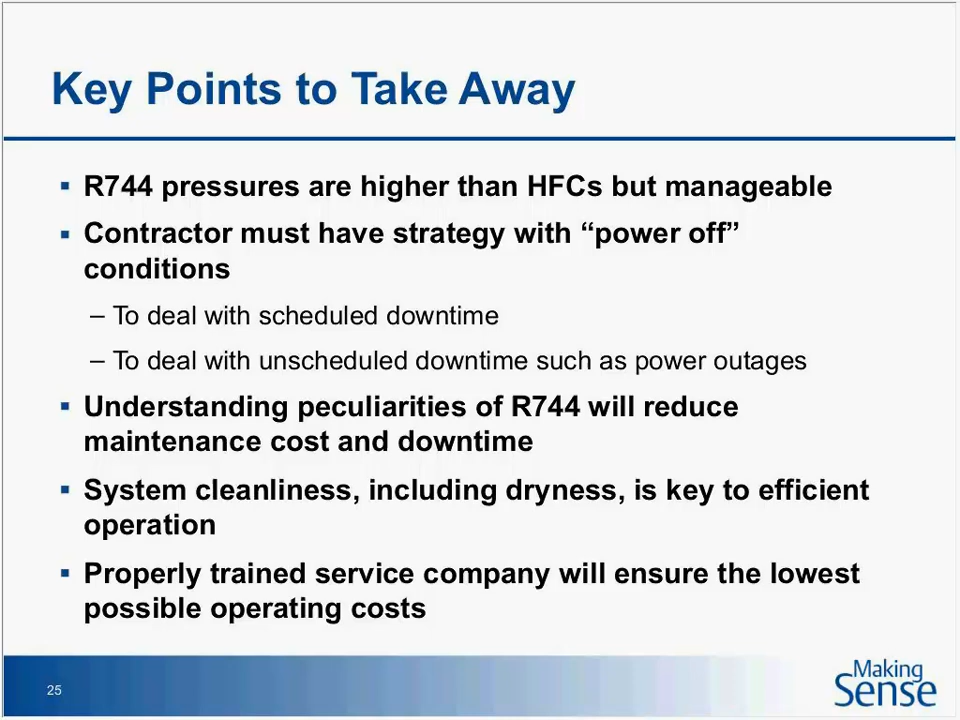 Key Points to Take Away
▪ R744 pressures are higher than HFCs but manageable
▪ Contractor must have strategy with “power off”
conditions
– To deal with scheduled downtime
– To deal with unscheduled downtime such as power outages
▪ Understanding peculiarities of R744 will reduce
maintenance cost and downtime
▪ System cleanliness, including dryness, is key to efficient
operation
▪ Properly trained service company will ensure the lowest
possible operating costs
25
Making
Sense